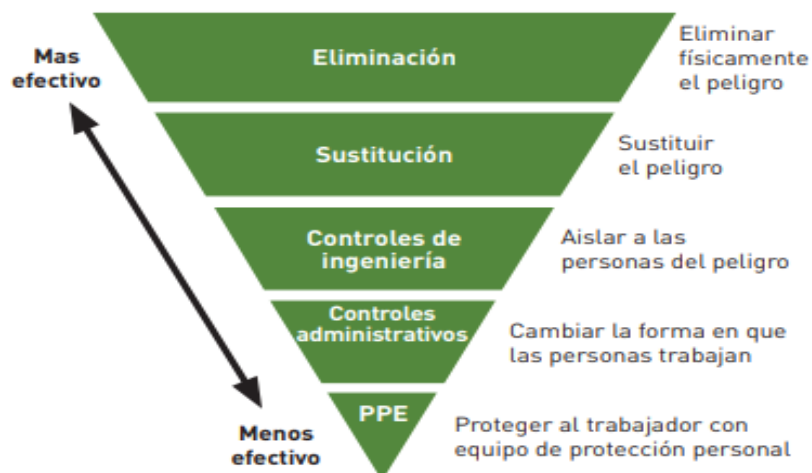 Mas
efectivo
Eliminación
Eliminar
físicamente
el peligro
Sustitución
Sustituir
el peligro
Controles de
ingeniería
Aislar a las
personas del peligro
Controles
administrativos
Cambiar la forma en que
las personas trabajan
Menos
efectivo
PPE
Proteger al trabajador con
equipo de protección personal